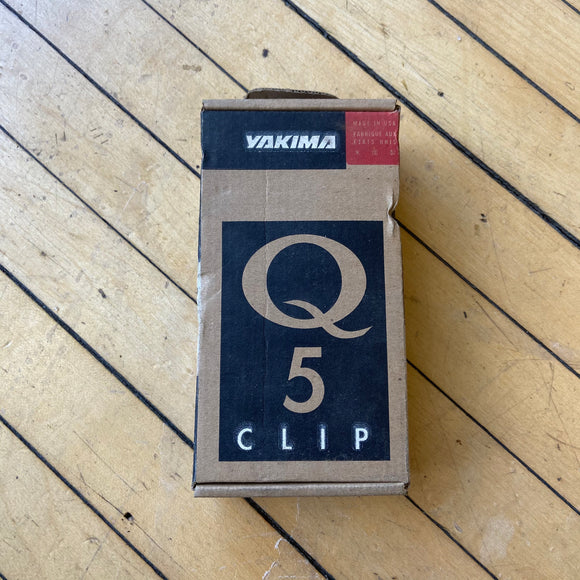 YAKIMA
MADE IN USA
FABRIQUE AUX
ETATS UNIS
Q
5
CLIP